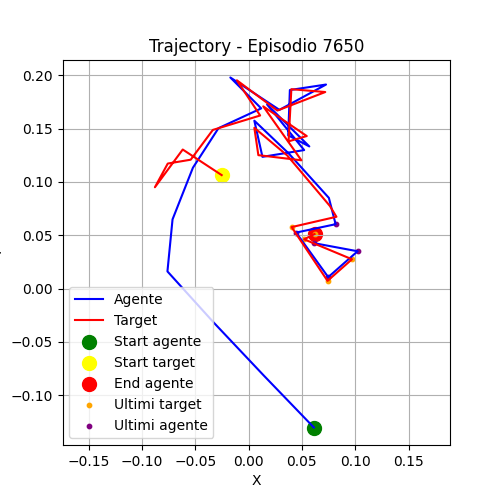 Trajectory - Episodio 7650
0.20
0.15
0.10
0.05
0.00
−0.05
−0.10
Agente
Target
Start agente
Start target
End agente
Ultimi target
Ultimi agente
−0.15 −0.10 −0.05 0.00 0.05 0.10 0.15
X